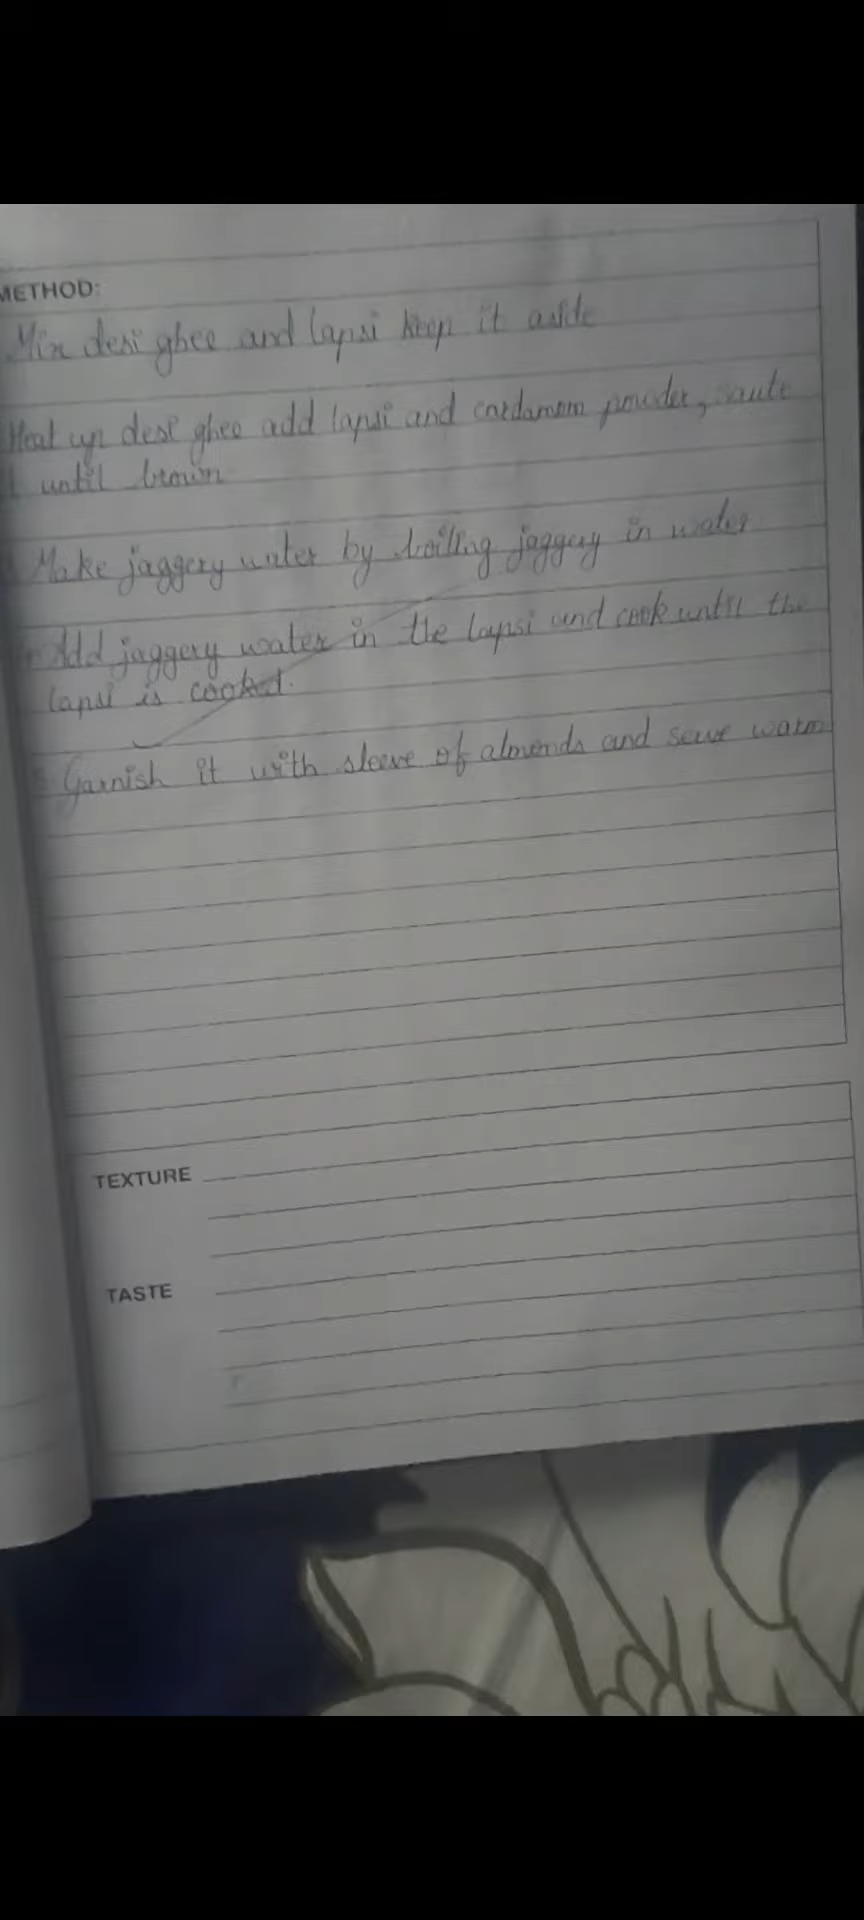 METHOD:
Mix desi ghee and lapsi keep it aside
Heat up desi ghee add lapsi and cardamom powder, saute
until brown
Make jaggery water by boiling jaggery in water
Add jaggery water in the lapsi and cook until the
lapsi is cooked.
Garnish it with sleeve of almonds and serve warm
TEXTURE
TASTE